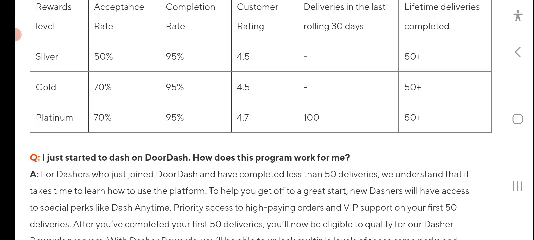 Rewards Acceptance Completion Customer Deliveries in the last Lifetime deliveries
level Rate Rate Rating rolling 30 days completed
Silver 50% 95% 4.5 - 50+
Gold 70% 95% 4.5 - 50+
Platinum 70% 95% 4.7 100 50+
Q: I just started to dash on DoorDash. How does this program work for me?
A: For Dashers who just joined DoorDash and have completed less than 50 deliveries, we understand that it
takes time to learn how to use the platform. To help you get off to a great start, new Dashers will have access
to special perks like Dash Anytime, Priority access to high-paying orders and VIP support on your first 50
deliveries. After you've completed your first 50 deliveries, you'll now be eligible to qualify for our Dasher